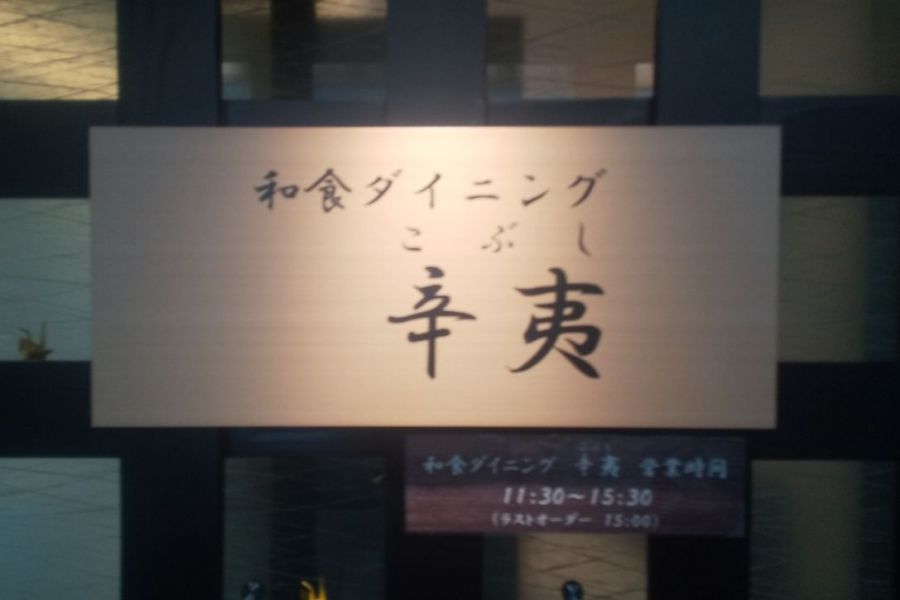 和食ダイニング
こぶし
辛夷
和食ダイニング 辛夷 営業時間
11:30～15:30
(ラストオーダー 15:00)